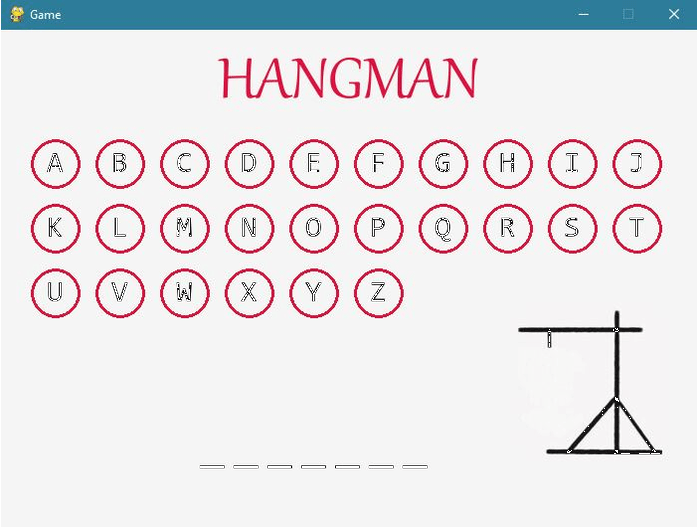 Game
HANGMAN
A B C D E F G H I J
K L M N O P Q R S T
U V W X Y Z